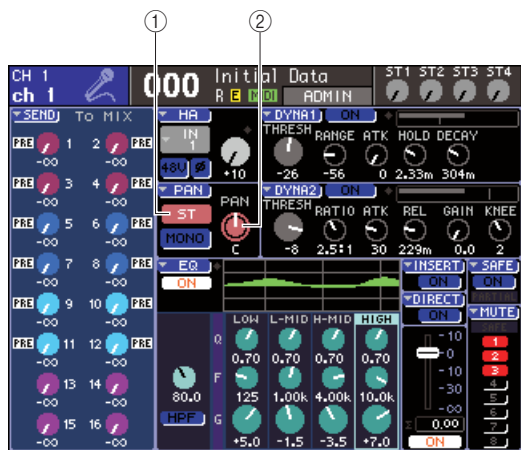 ① ②
CH 1
ch 1
000
Initial Data
R E MIDI ADMIN
ST1 ST2 ST3 ST4
SEND To MIX
PRE 1 2 PRE
-∞ -∞
PRE 3 4 PRE
-∞ -∞
PRE 5 6 PRE
-∞ -∞
PRE 7 8 PRE
-∞ -∞
PRE 9 10 PRE
-∞ -∞
PRE 11 12 PRE
-∞ -∞
13 14
-∞ -∞
15 16
-∞ -∞
HA
IN
1
48V Ø
+10
PAN
ST
MONO
PAN
C
DYNA1 ON
THRESH RANGE ATK HOLD DECAY
-26 -56 0 2.33m 304m
DYNA2 ON
THRESH RATIO ATK REL GAIN KNEE
-8 2.5:1 30 229m 0.0 2
EQ
ON
LOW L-MID H-MID HIGH
Q
0.70 0.70 0.70 0.70
F
80.0
125 1.00k 4.00k 10.0k
HPF
G
+5.0 -1.5 -3.5 +7.0
INSERT
ON
DIRECT
ON
10
0
-10
-30
-∞
Σ 0.00
ON
SAFE
ON
PARTIAL
MUTE
SAFE
1
2
3
4
5
6
7
8